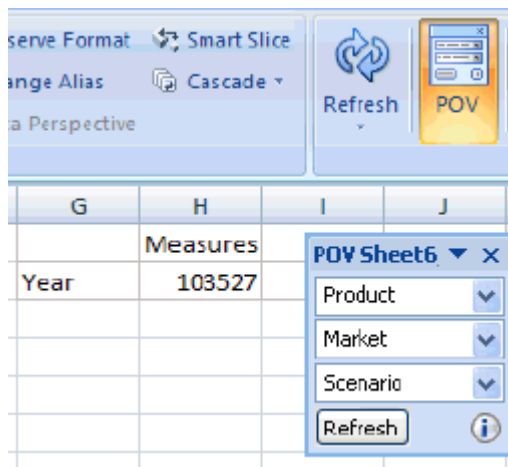 serve Format Smart Slice
ange Alias Cascade
a Perspective
Refresh POV
G H I J
Measures
POV Sheet6
Year 103527
Product
Market
Scenario
Refresh